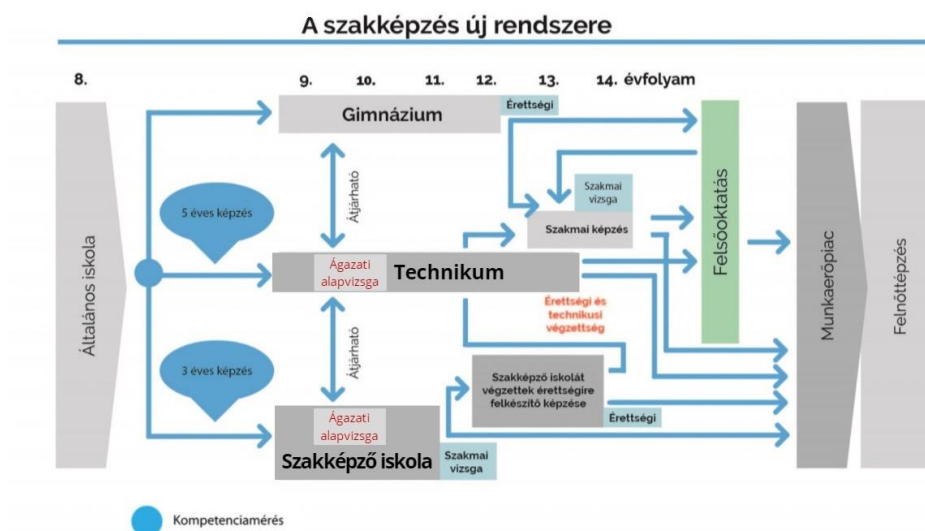 A szakképzés új rendszere
8.
9.
10.
11.
12.
13.
14. évfolyam
Általános iskola
Gimnázium
Érettségi
5 éves képzés
Átjárható
Szakmai
vizsga
Szakmai képzés
Ágazati
alapvizsga
Technikum
Érettségi és
technikusi
végzettség
3 éves képzés
Átjárható
Szakképző iskolát
végzettek érettségire
felkészítő képzése
Érettségi
Ágazati
alapvizsga
Szakképző iskola
Szakmai
vizsga
Felsőoktatás
Munkaerőpiac
Felnőttépzés
Kompetenciamérés